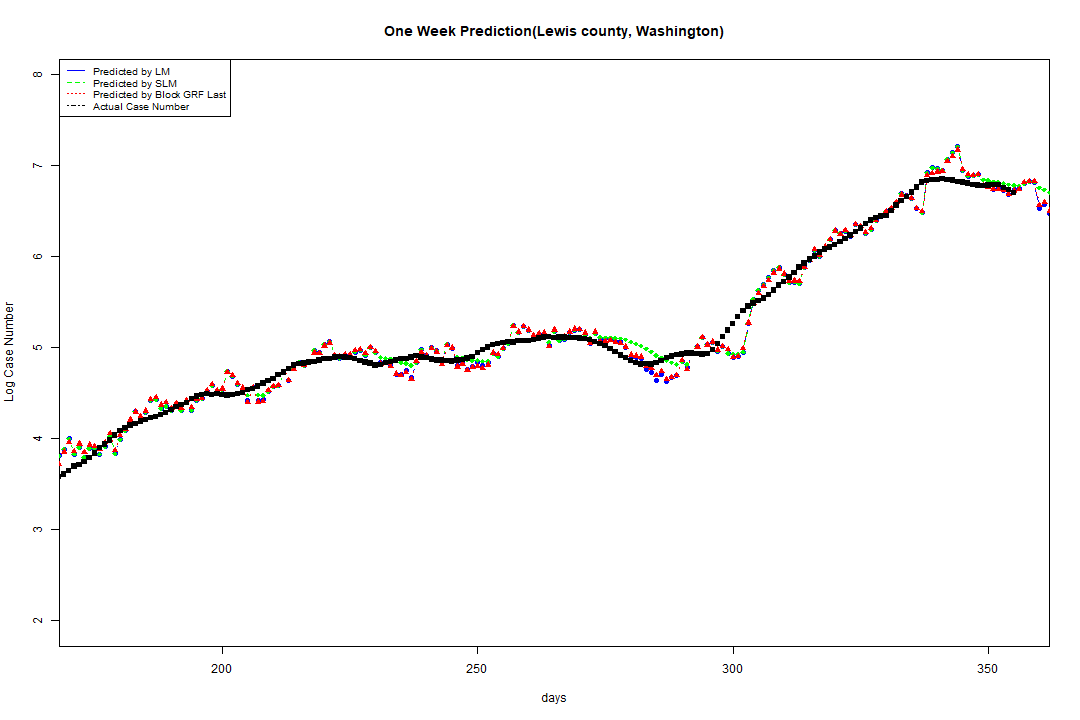 One Week Prediction(Lewis county, Washington)
Predicted by LM
Predicted by SLM
Predicted by Block GRF Last
Actual Case Number
8
7
6
5
4
3
2
Log Case Number
200 250 300 350
days